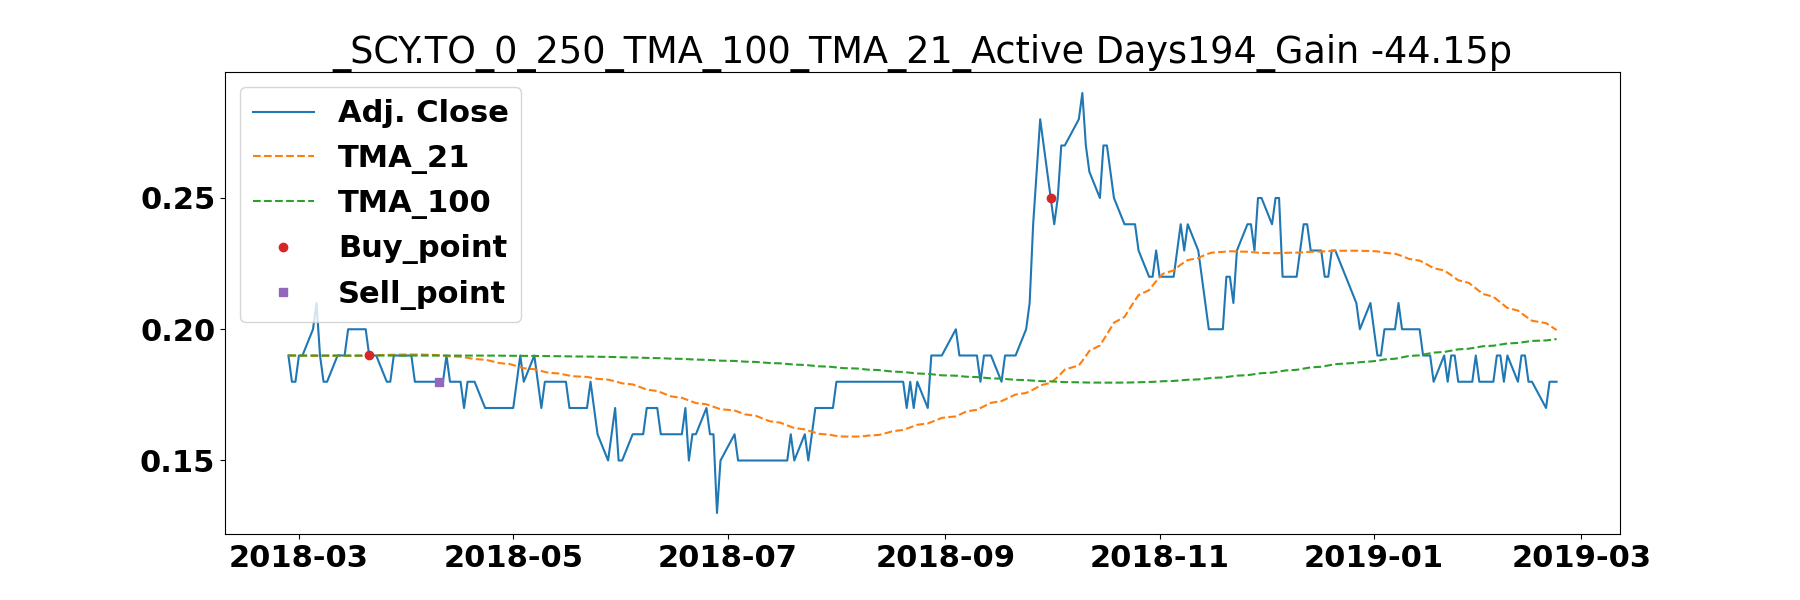 _SCY.TO_0_250_TMA_100_TMA_21_Active Days194_Gain -44.15p
Adj. Close
TMA_21
TMA_100
Buy_point
Sell_point
0.25
0.20
0.15
2018-03 2018-05 2018-07 2018-09 2018-11 2019-01 2019-03